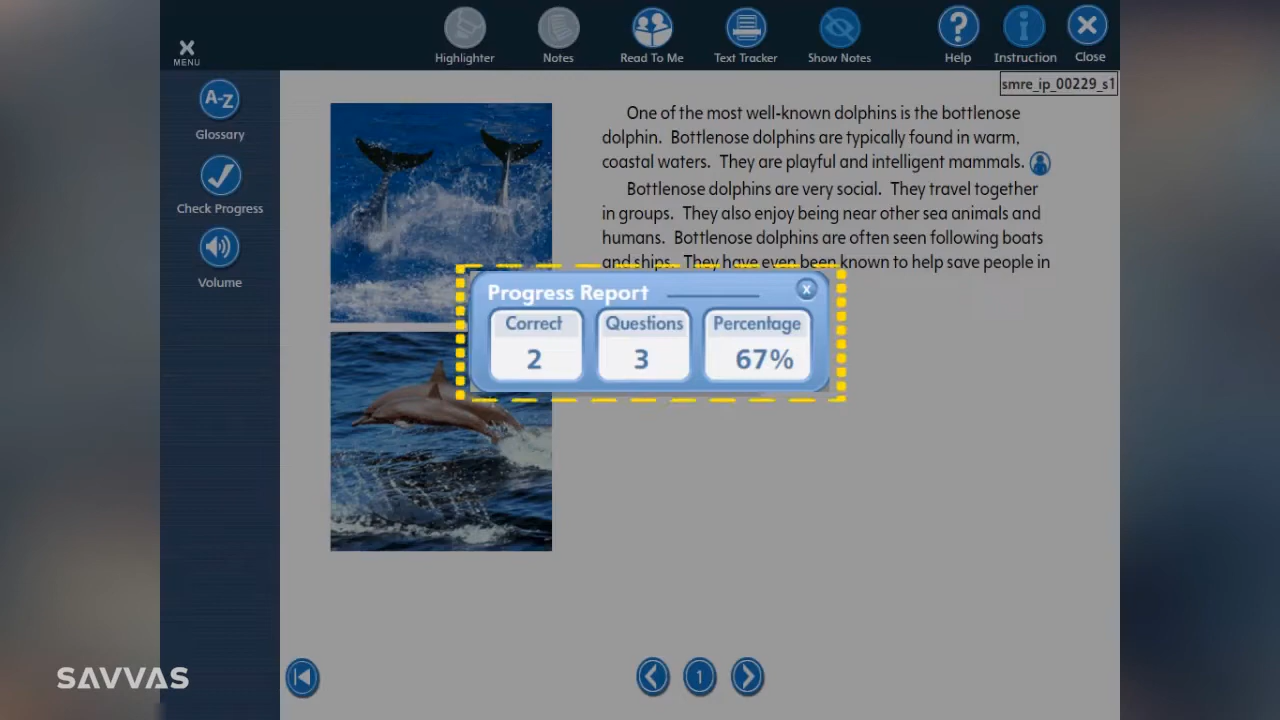 MENU
Highlighter
Notes
Read To Me
Text Tracker
Show Notes
Help
Instruction
Close
smre_ip_00229_s1
A-Z
Glossary
Check Progress
Volume
One of the most well-known dolphins is the bottlenose
dolphin. Bottlenose dolphins are typically found in warm,
coastal waters. They are playful and intelligent mammals.
Bottlenose dolphins are very social. They travel together
in groups. They also enjoy being near other sea animals and
humans. Bottlenose dolphins are often seen following boats
and ships. They have even been known to help save people in
Progress Report
Correct
Questions
Percentage
2
3
67%
1
SAVVAS